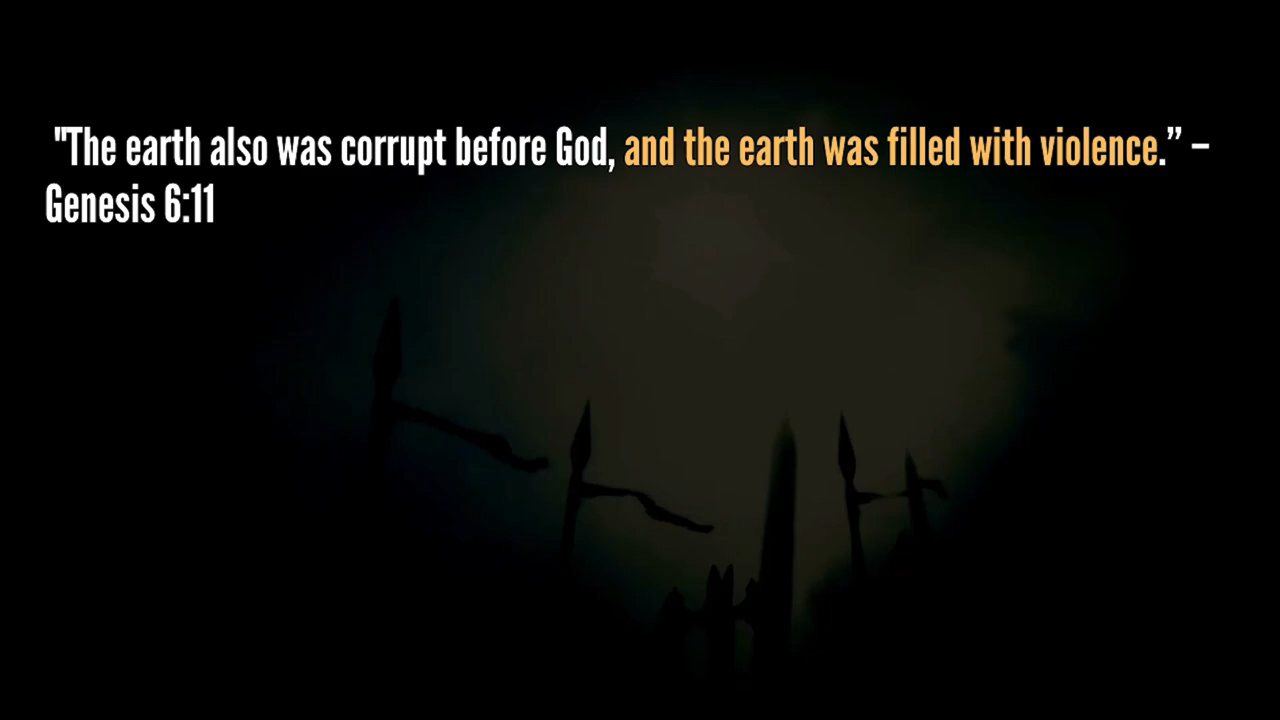 "The earth also was corrupt before God, and the earth was filled with violence.” –
Genesis 6:11